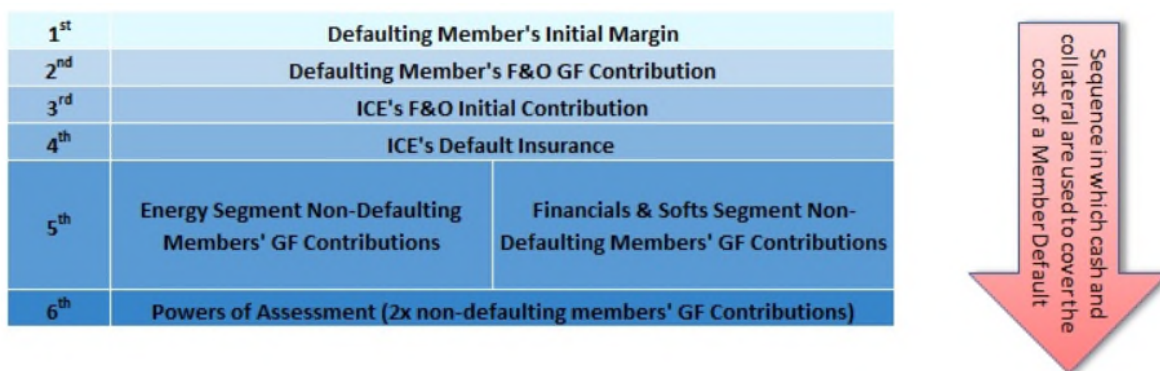 1st Defaulting Member's Initial Margin
2nd Defaulting Member's F&O GF Contribution
3rd ICE's F&O Initial Contribution
4th ICE's Default Insurance
5th
Energy Segment Non-Defaulting
Members' GF Contributions
Financials & Softs Segment Non-
Defaulting Members' GF Contributions
6th Powers of Assessment (2x non-defaulting members' GF Contributions)
Sequence in which cash and
collateral are used to cover the
cost of a Member Default